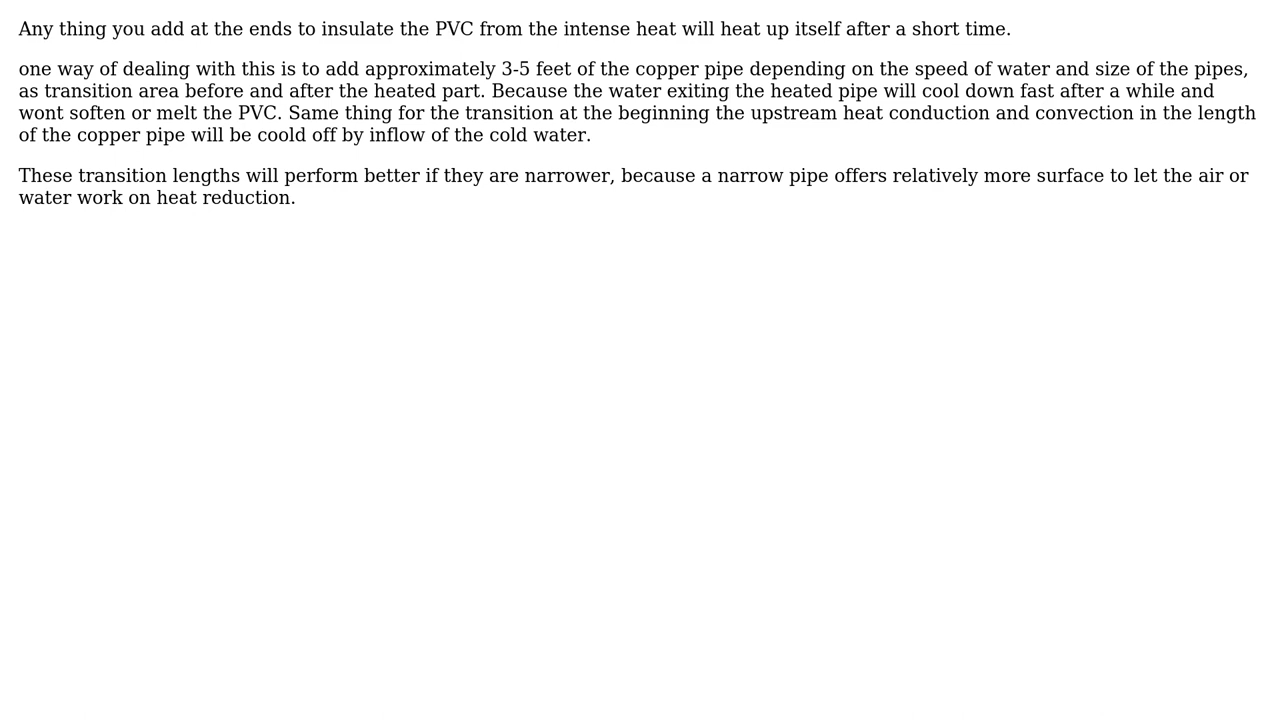 Any thing you add at the ends to insulate the PVC from the intense heat will heat up itself after a short time.
one way of dealing with this is to add approximately 3-5 feet of the copper pipe depending on the speed of water and size of the pipes,
as transition area before and after the heated part. Because the water exiting the heated pipe will cool down fast after a while and
wont soften or melt the PVC. Same thing for the transition at the beginning the upstream heat conduction and convection in the length
of the copper pipe will be coold off by inflow of the cold water.
These transition lengths will perform better if they are narrower, because a narrow pipe offers relatively more surface to let the air or
water work on heat reduction.